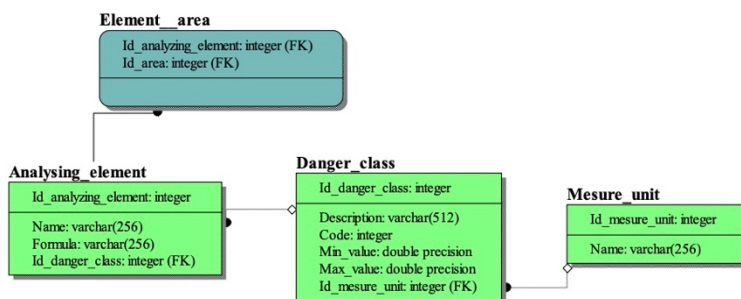 Element__area
Id_analyzing_element: integer (FK)
Id_area: integer (FK)
Analysing_element
Id_analyzing_element: integer
Name: varchar(256)
Formula: varchar(256)
Id_danger_class: integer (FK)
Danger_class
Id_danger_class: integer
Description: varchar(512)
Code: integer
Min_value: double precision
Max_value: double precision
Id_mesure_unit: integer (FK)
Mesure_unit
Id_mesure_unit: integer
Name: varchar(256)